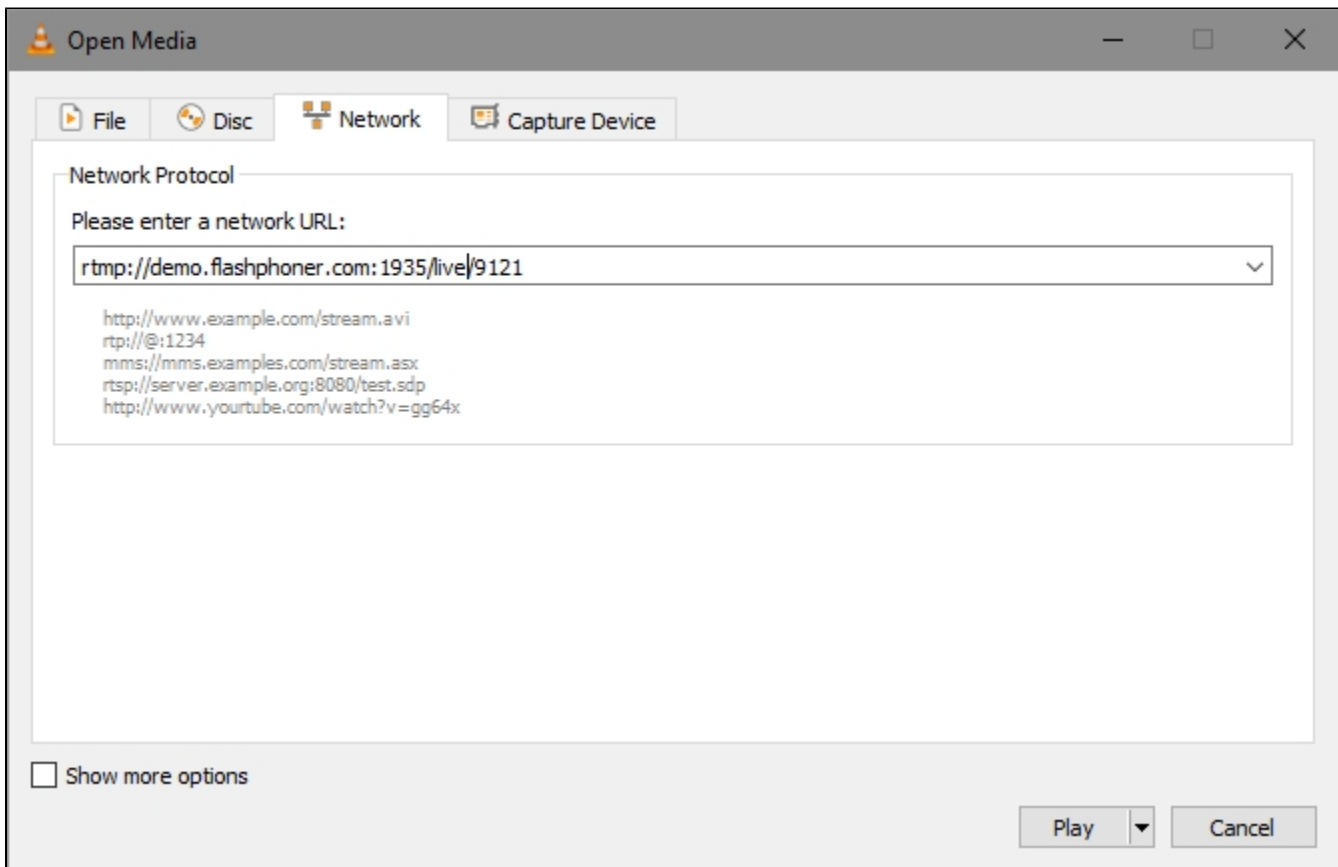 Open Media
File
Disc
Network
Capture Device
Network Protocol
Please enter a network URL:
rtmp://demo.flashphoner.com:1935/live/9121
http://www.example.com/stream.avi
rtp://@:1234
mms://mms.examples.com/stream.asx
rtsp://server.example.org:8080/test.sdp
http://www.yourtube.com/watch?v=gg64x
Show more options
Play
Cancel